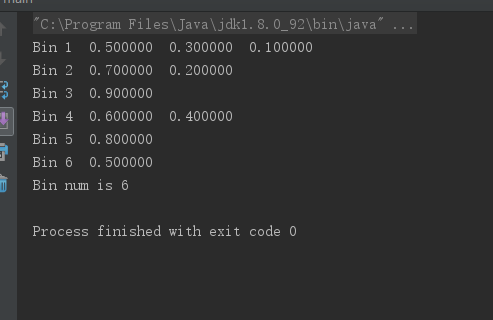 main
"C:\Program Files\Java\jdk1.8.0_92\bin\java" ...
Bin 1  0.500000  0.300000  0.100000
Bin 2  0.700000  0.200000
Bin 3  0.900000
Bin 4  0.600000  0.400000
Bin 5  0.800000
Bin 6  0.500000
Bin num is 6
Process finished with exit code 0